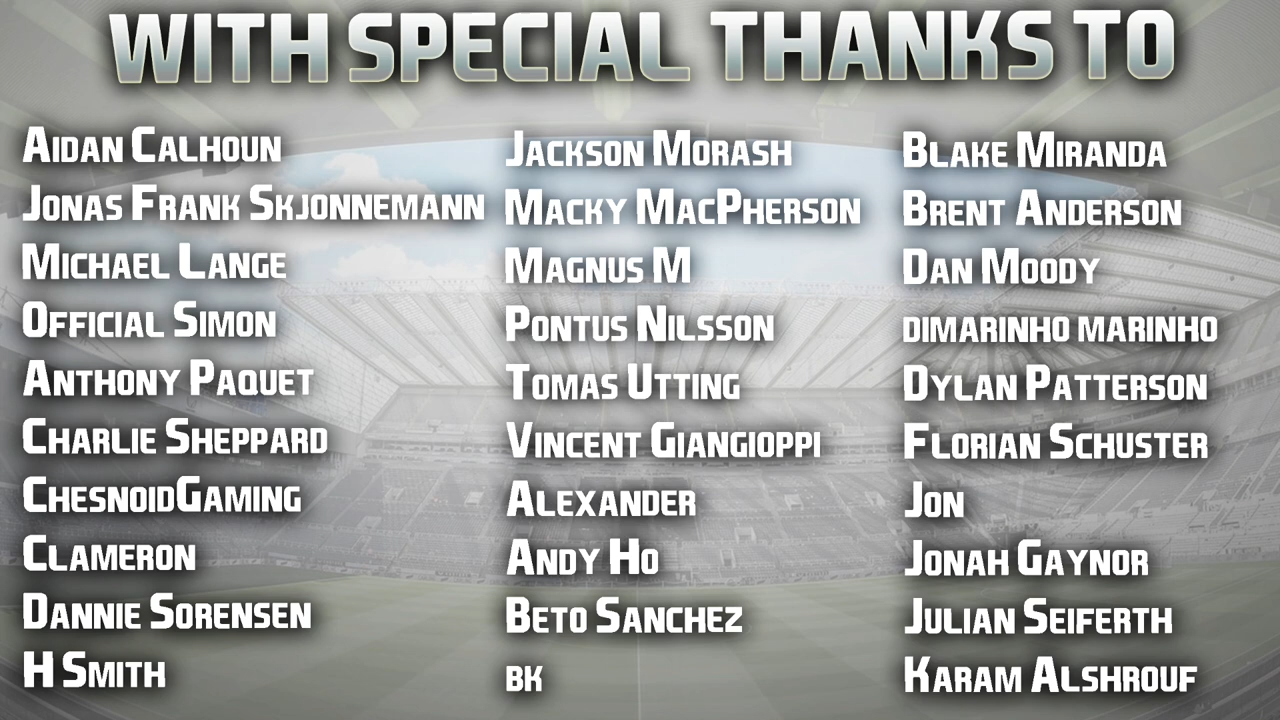 WITH SPECIAL THANKS TO
Aidan Calhoun
Jonas Frank Skjonnemann
Michael Lange
Official Simon
Anthony Paquet
Charlie Sheppard
ChesnoidGaming
Clameron
Dannie Sorensen
H Smith
Jackson Morash
Macky MacPherson
Magnus M
Pontus Nilsson
Tomas Utting
Vincent Giangioppi
Alexander
Andy Ho
Beto Sanchez
bk
Blake Miranda
Brent Anderson
Dan Moody
dimarinho marinho
Dylan Patterson
Florian Schuster
Jon
Jonah Gaynor
Julian Seiferth
Karam Alshrouf